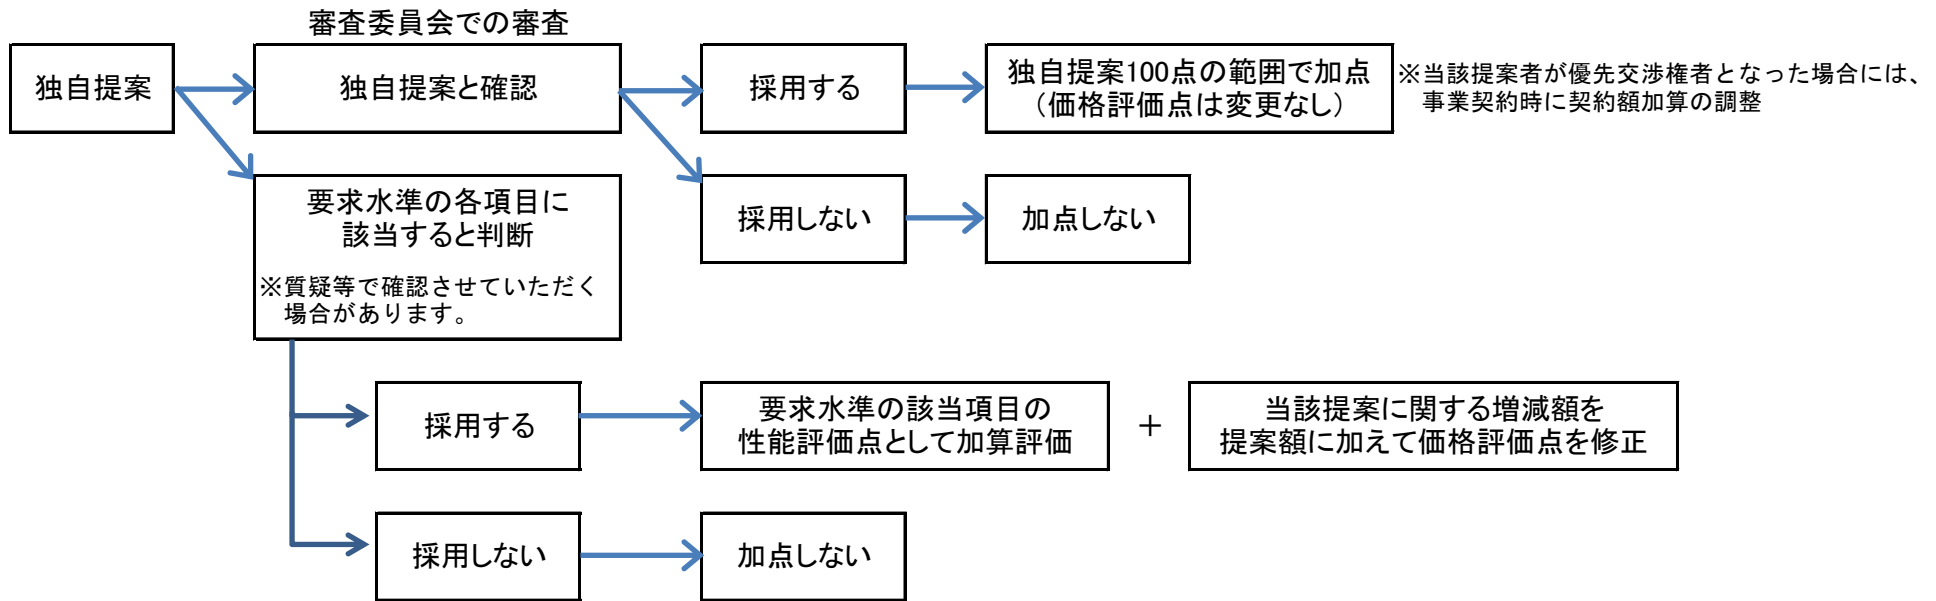 審査委員会での審査
独自提案
独自提案と確認
採用する
独自提案100点の範囲で加点
（価格評価点は変更なし）
※当該提案者が優先交渉権者となった場合には、
事業契約時に契約額加算の調整
要求水準の各項目に
該当すると判断
※質疑等で確認させていただく
場合があります。
採用しない
加点しない
採用する
要求水準の該当項目の
性能評価点として加算評価
＋
当該提案に関する増減額を
提案額に加えて価格評価点を修正
採用しない
加点しない